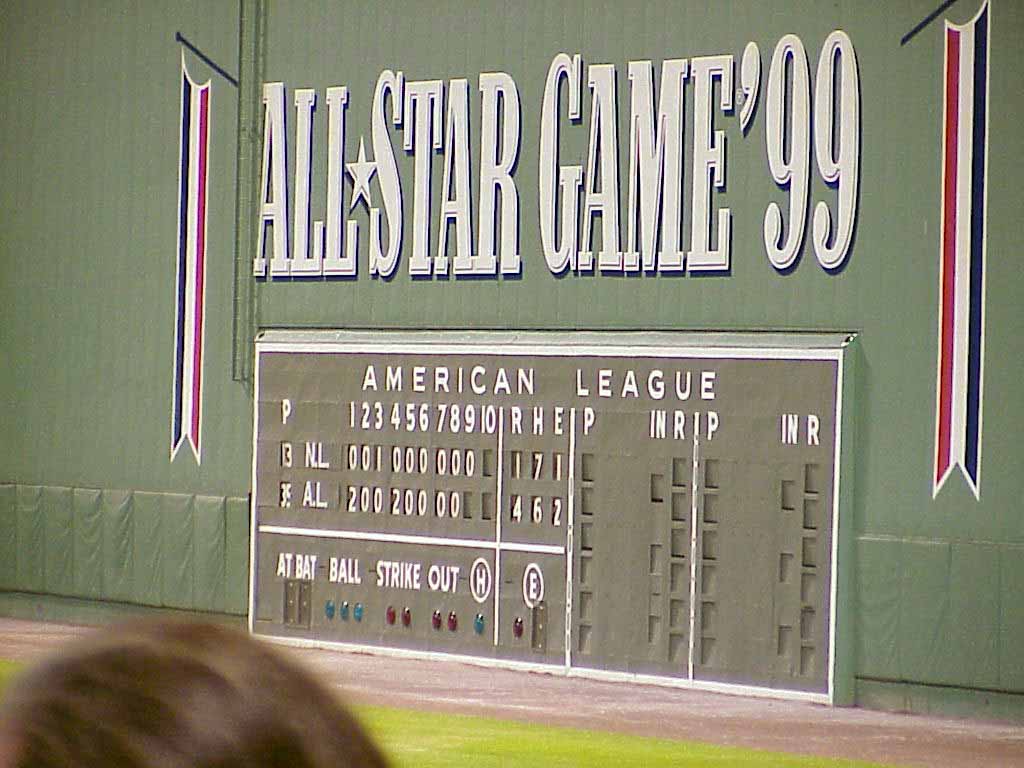 ALL★STAR GAME '99
AMERICAN LEAGUE
P 1 2 3 4 5 6 7 8 9 10 R H E P IN R P IN R
N.L. 0 0 1 0 0 0 0 0 0 1 7 1
A.L. 2 0 0 2 0 0 0 0 4 6 2
AT BAT BALL STRIKE OUT H E